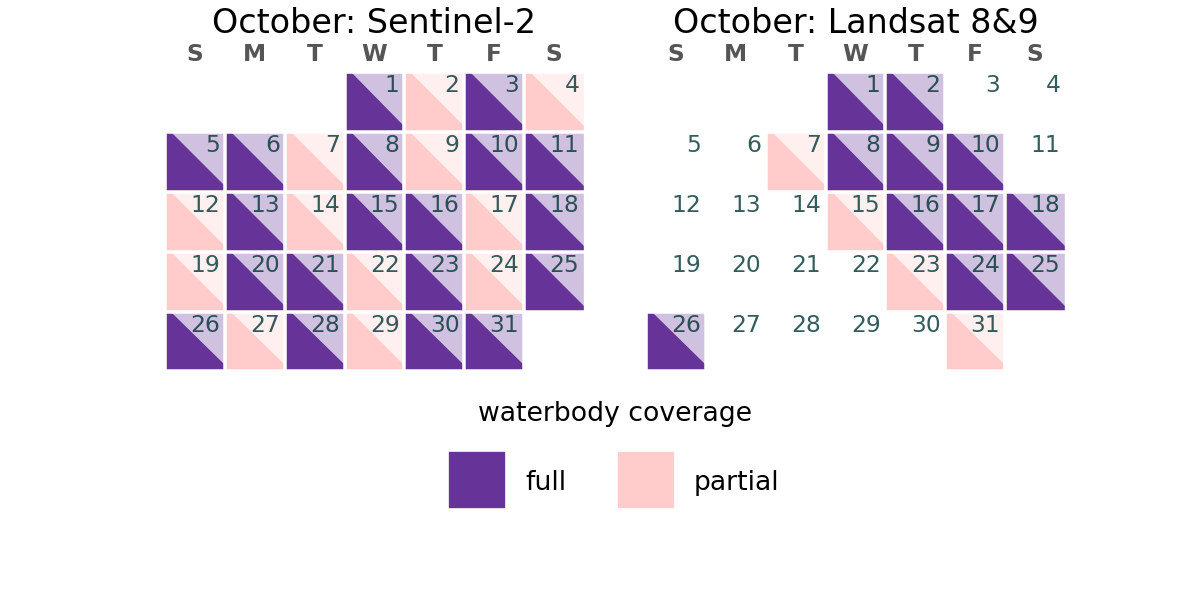 October: Sentinel-2
S M T W T F S
1 2 3 4
5 6 7 8 9 10 11
12 13 14 15 16 17 18
19 20 21 22 23 24 25
26 27 28 29 30 31
October: Landsat 8&9
S M T W T F S
1 2 3 4
5 6 7 8 9 10 11
12 13 14 15 16 17 18
19 20 21 22 23 24 25
26 27 28 29 30 31
waterbody coverage
full partial